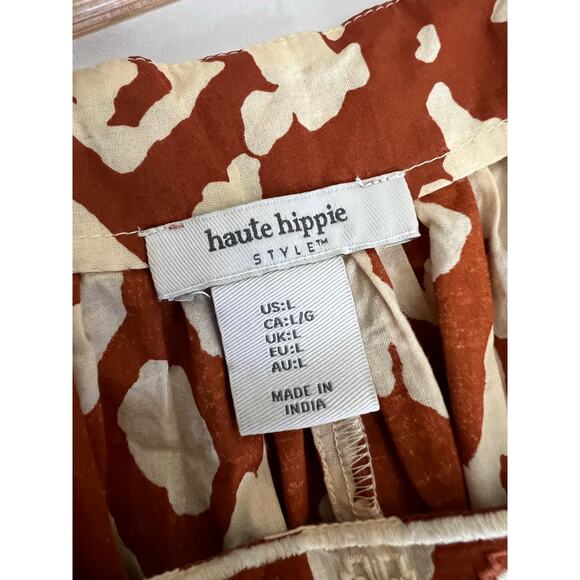 haute hippie
STYLE™
US:L
CA:L/G
UK:L
EU:L
AU:L
MADE IN
INDIA